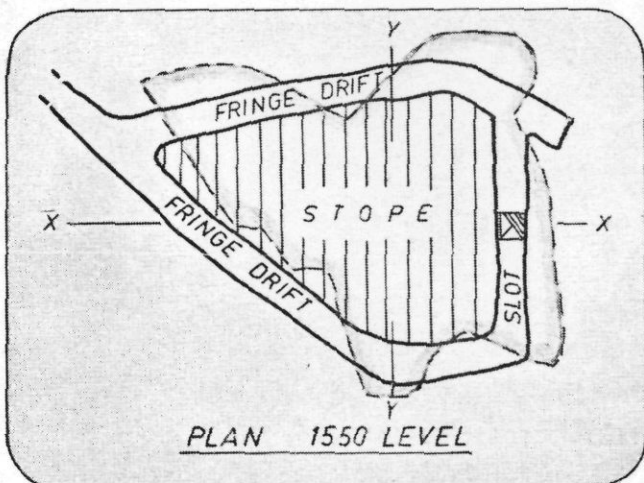 Y
FRINGE DRIFT
STOPE
X
X
FRINGE DRIFT
SLOT
Y
PLAN 1550 LEVEL